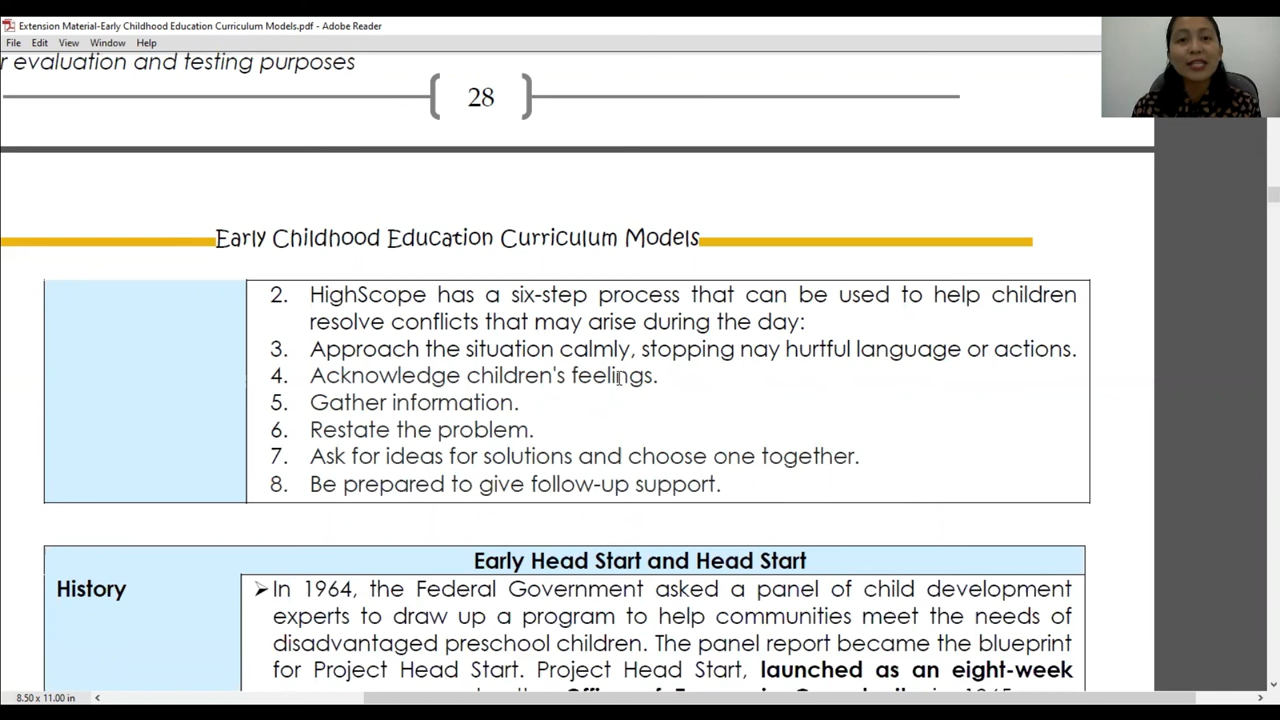 Extension Material-Early Childhood Education Curriculum Models.pdf - Adobe Reader
File Edit View Window Help
r evaluation and testing purposes
28
Early Childhood Education Curriculum Models
2. HighScope has a six-step process that can be used to help children
resolve conflicts that may arise during the day:
3. Approach the situation calmly, stopping nay hurtful language or actions.
4. Acknowledge children's feelings.
5. Gather information.
6. Restate the problem.
7. Ask for ideas for solutions and choose one together.
8. Be prepared to give follow-up support.
Early Head Start and Head Start
History
In 1964, the Federal Government asked a panel of child development
experts to draw up a program to help communities meet the needs of
disadvantaged preschool children. The panel report became the blueprint
for Project Head Start. Project Head Start, launched as an eight-week
8.50 x 11.00 in